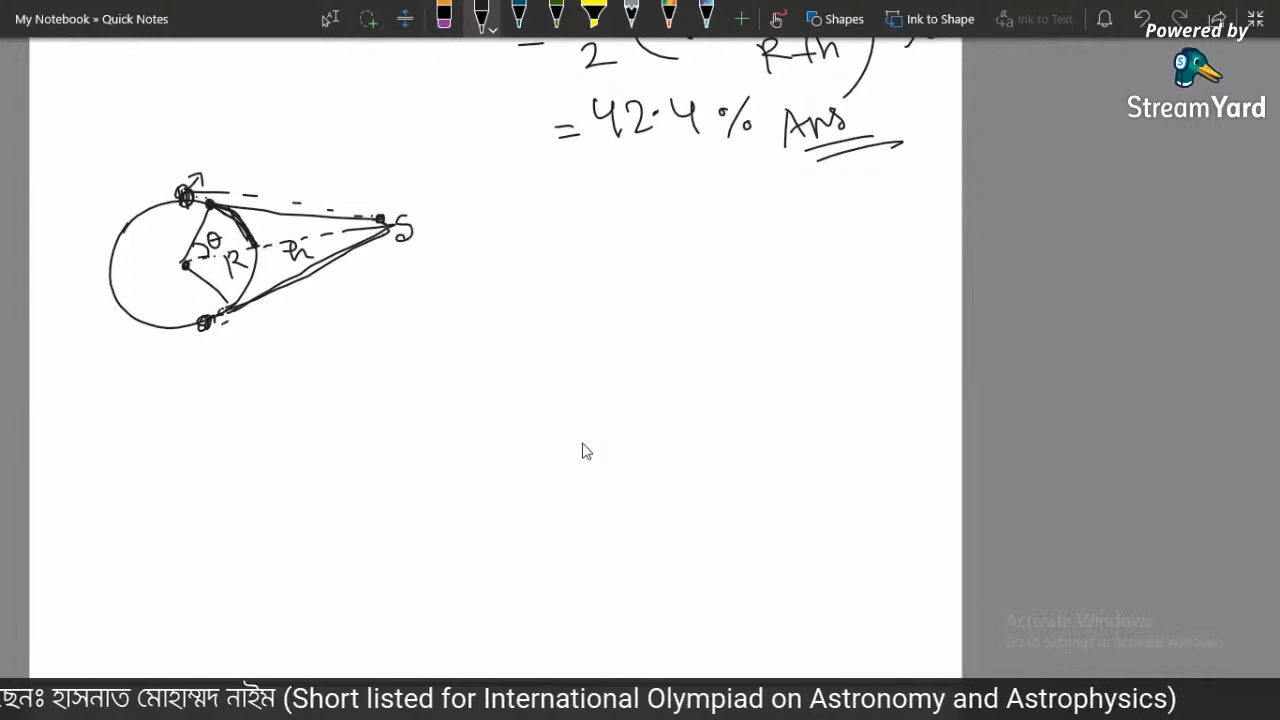 My Notebook » Quick Notes
Shapes
Ink to Shape
Ink to Text
Powered by
StreamYard
= 2 ( R+h )
= 42.4 % Ans
S
θ
R
h
Activate Windows
Go to Settings to activate Windows.
হাসনাত মোহাম্মদ নাইম (Short listed for International Olympiad on Astronomy and Astrophysics)